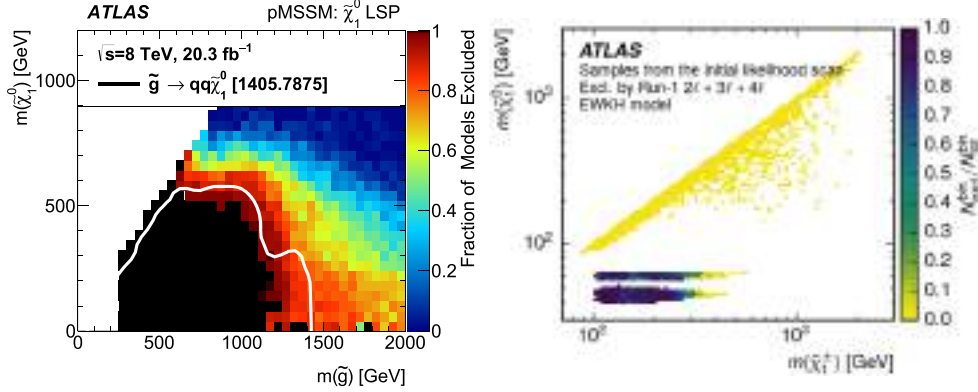 ATLAS
pMSSM: χ̃₁⁰ LSP
√s=8 TeV, 20.3 fb⁻¹
g̃ → qqχ̃₁⁰ [1405.7875]
m(χ̃₁⁰) [GeV]
1000
500
0
0 500 1000 1500 2000
m(g̃) [GeV]
1
0.8
0.6
0.4
0.2
0
Fraction of Models Excluded
ATLAS
Samples from the initial likelihood scan
Excl. by Run-1 2ℓ + 3ℓ + 4ℓ
EWKH model
m(χ̃₁⁰) [GeV]
10³
10²
10² 10³
m(χ̃₁⁺) [GeV]
1.0
0.9
0.8
0.7
0.6
0.5
0.4
0.3
0.2
0.1
0.0